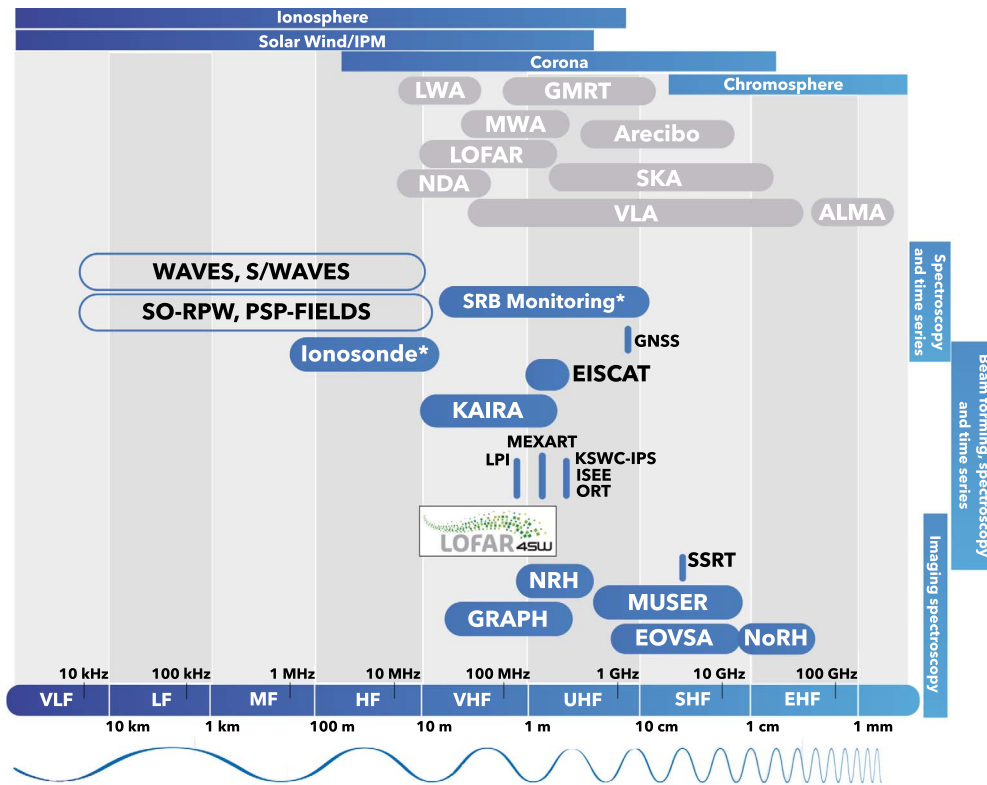 Ionosphere
Solar Wind/IPM
Corona
Chromosphere
LWA
GMRT
MWA
Arecibo
LOFAR
SKA
NDA
VLA
ALMA
WAVES, S/WAVES
SO-RPW, PSP-FIELDS
SRB Monitoring*
GNSS
Ionosonde*
EISCAT
KAIRA
MEXART
LPI
KSWC-IPS
ISEE
ORT
LOFAR 4SW
SSRT
NRH
MUSER
GRAPH
EOVSA
NoRH
Spectroscopy
and time series
Beam forming, spectroscopy
and time series
Imaging spectroscopy
10 kHz
100 kHz
1 MHz
10 MHz
100 MHz
1 GHz
10 GHz
100 GHz
VLF
LF
MF
HF
VHF
UHF
SHF
EHF
10 km
1 km
100 m
10 m
1 m
10 cm
1 cm
1 mm